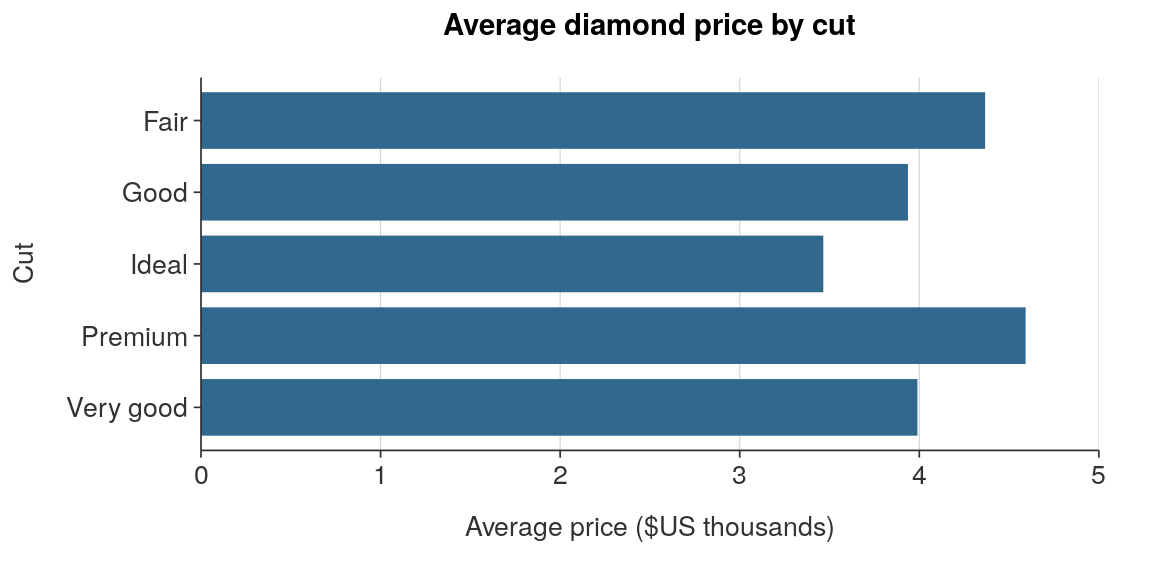 Average diamond price by cut
Cut
Fair
Good
Ideal
Premium
Very good
0 1 2 3 4 5
Average price ($US thousands)